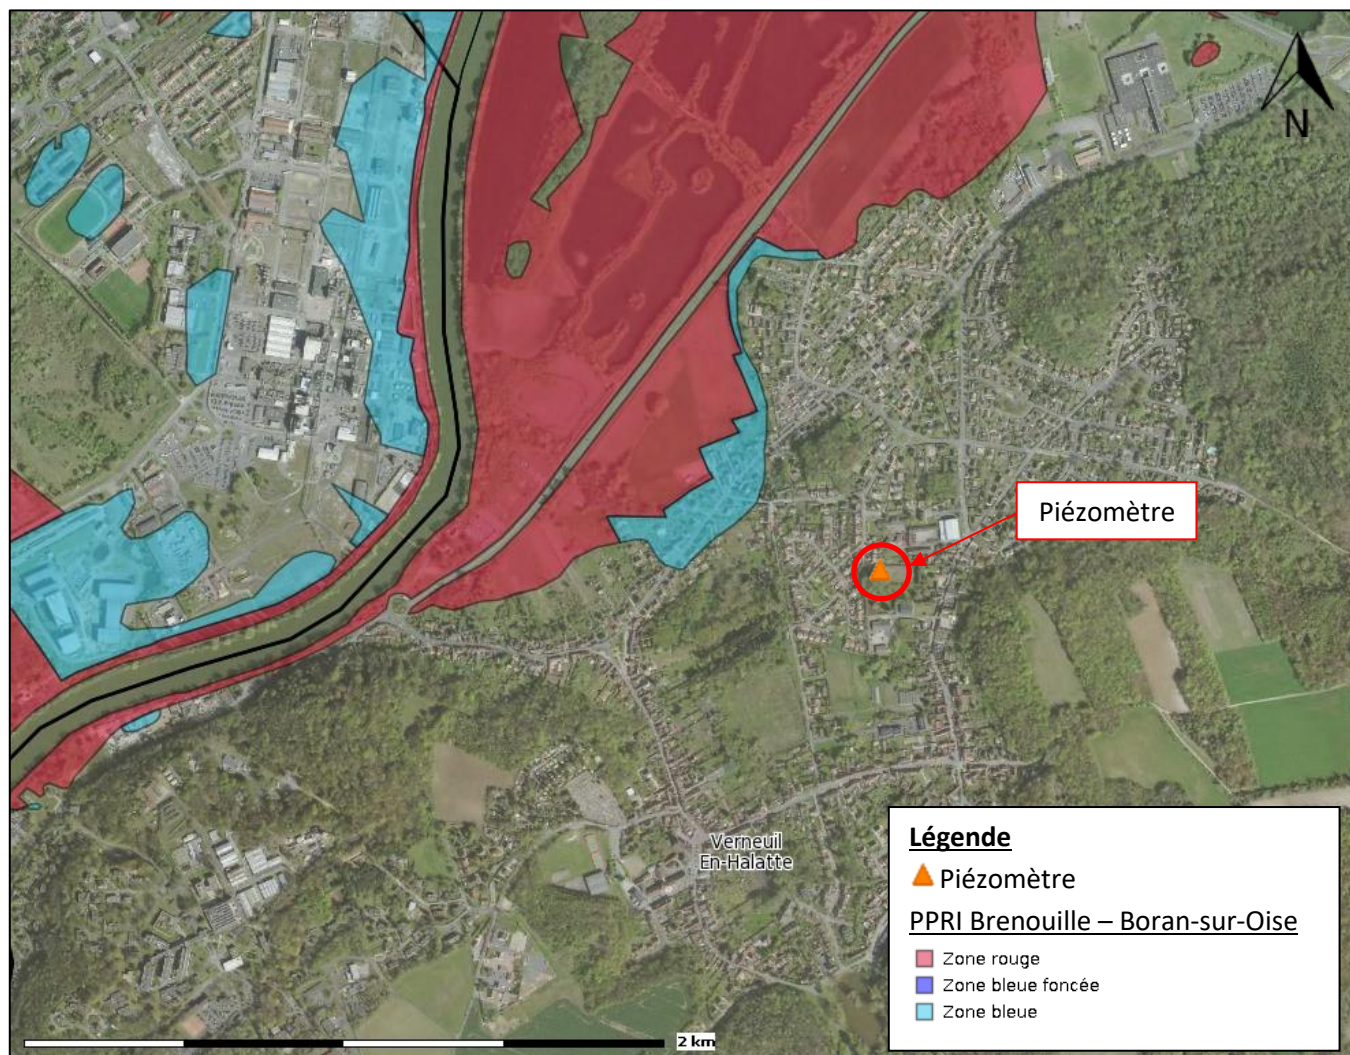 N
Piézomètre
Verneuil
En-Halatte
Légende
Piézomètre
PPRI Brenouille – Boran-sur-Oise
Zone rouge
Zone bleue foncée
Zone bleue
2 km